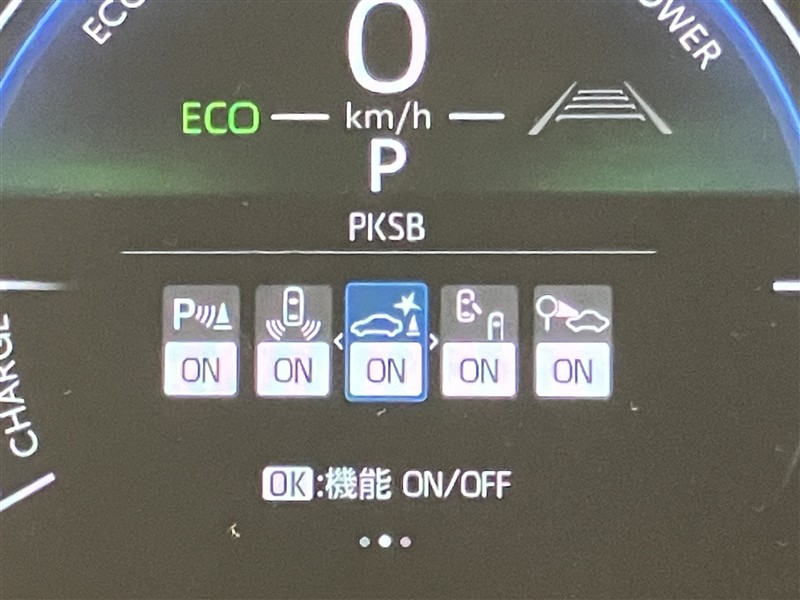 ECO
POWER
0
ECO
km/h
P
PKSB
P
ON ON ON ON ON
CHARGE
OK:機能 ON/OFF